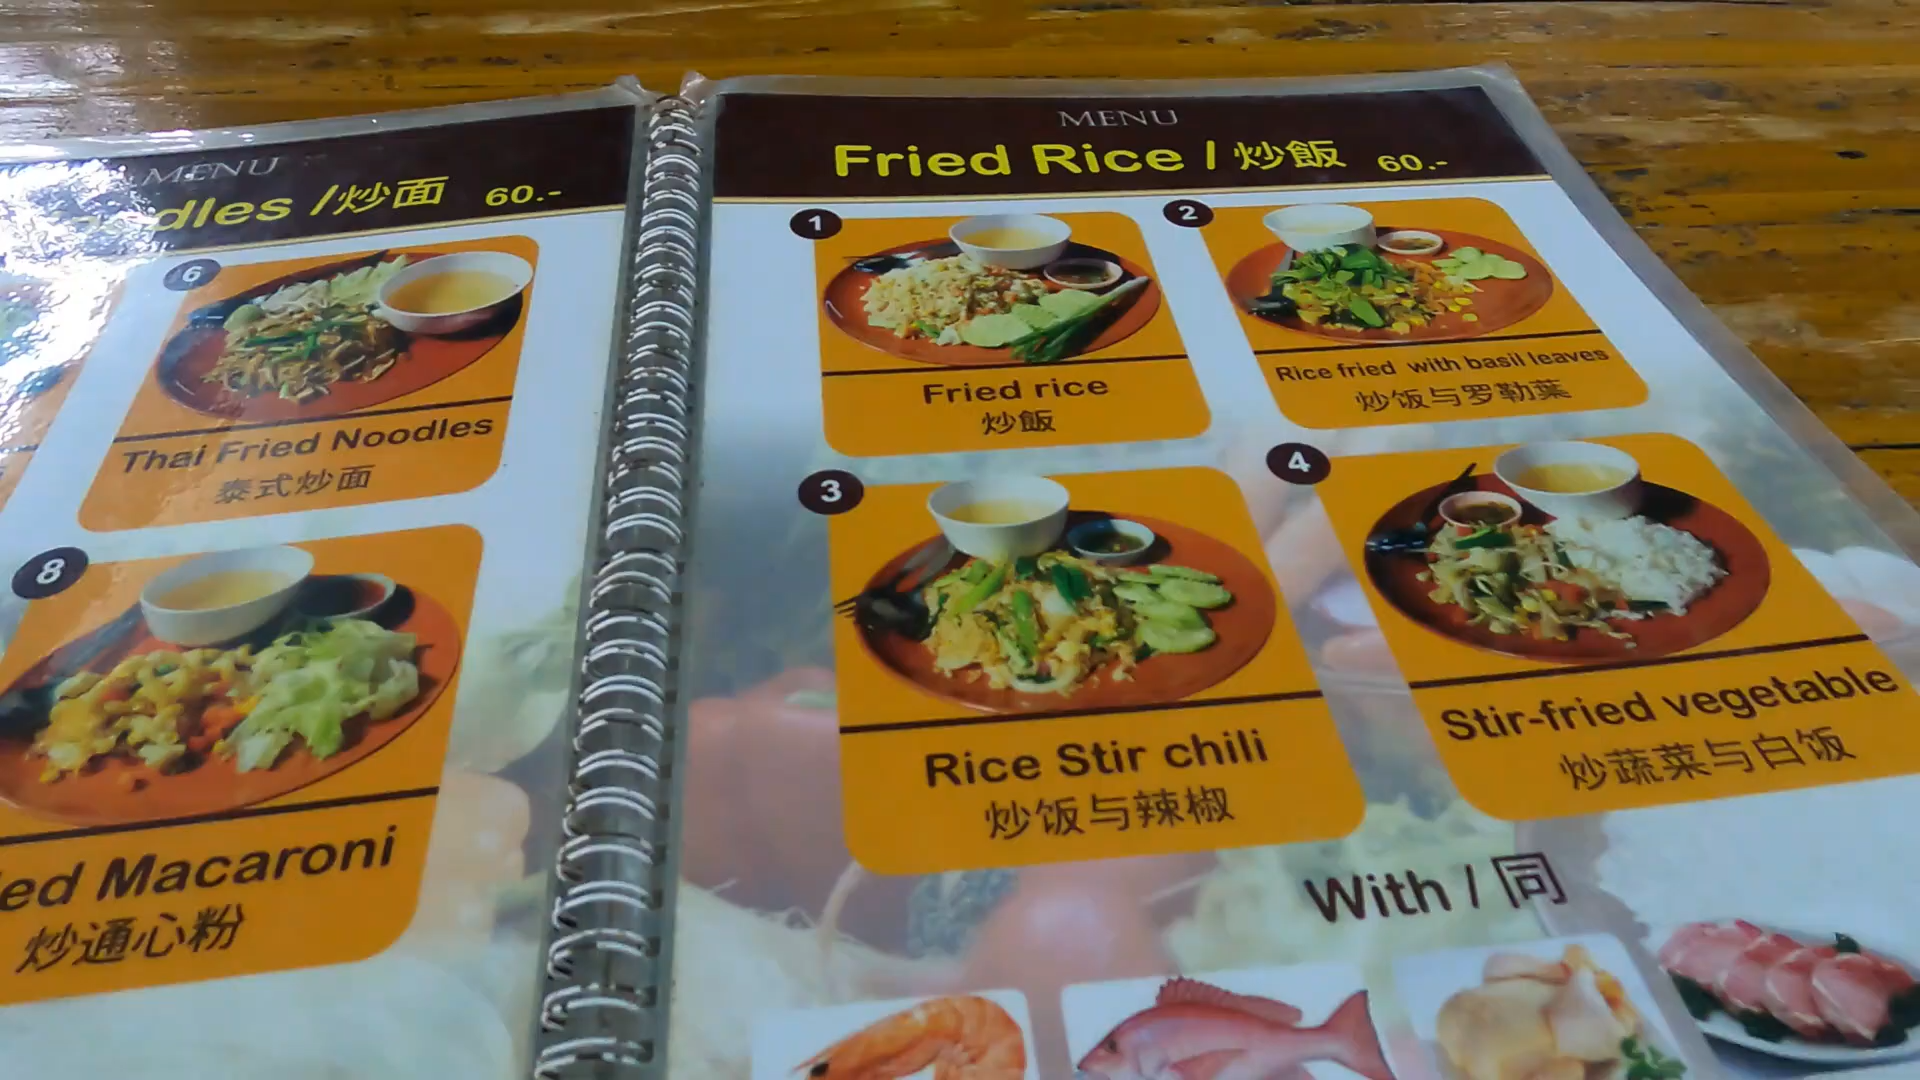 MENU
dles /炒面 60.-
6
Thai Fried Noodles
泰式炒面
8
ied Macaroni
炒通心粉
MENU
Fried Rice / 炒飯 60.-
1
Fried rice
炒飯
2
Rice fried with basil leaves
炒饭与罗勒葉
3
Rice Stir chili
炒饭与辣椒
4
Stir-fried vegetable
炒蔬菜与白饭
With / 同